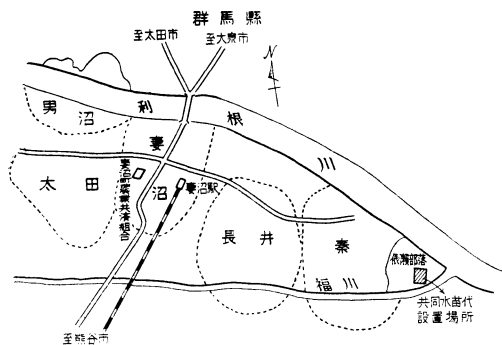 群馬縣
至太田市
至大泉市
N
男沼
利根川
妻沼
太田
妻沼町農業共済組合
妻沼駅
長井
秦
福川
俵瀬部落
共同水苗代
設置場所
至熊谷市